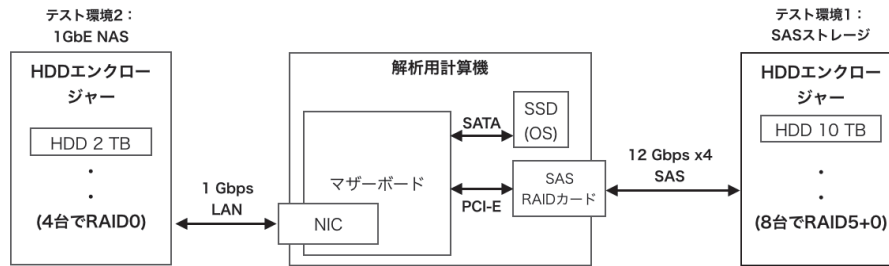 テスト環境2：
1GbE NAS
HDDエンクロー
ジャー
HDD 2 TB
・
・
(4台でRAID0)
1 Gbps
LAN
解析用計算機
マザーボード
NIC
SATA
SSD
(OS)
PCI-E
SAS
RAIDカード
12 Gbps x4
SAS
テスト環境1：
SASストレージ
HDDエンクロー
ジャー
HDD 10 TB
・
・
(8台でRAID5+0)